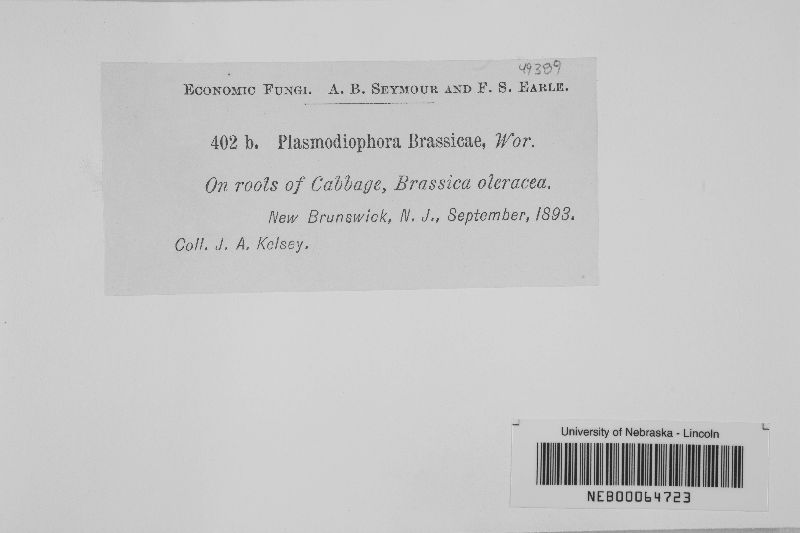 49389
Economic Fungi. A. B. Seymour and F. S. Earle.
402 b. Plasmodiophora Brassicae, Wor.
On roots of Cabbage, Brassica oleracea.
New Brunswick, N. J., September, 1893.
Coll. J. A. Kelsey.
University of Nebraska - Lincoln
NEB00064723